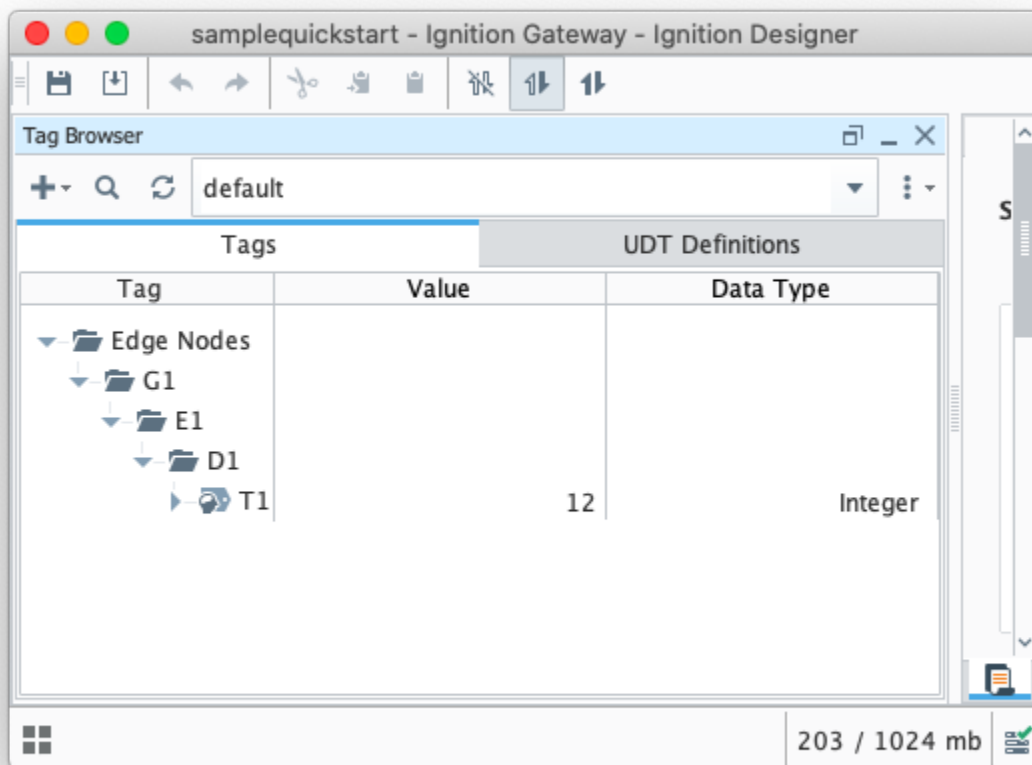 samplequickstart - Ignition Gateway - Ignition Designer
Tag Browser
default
Tags UDT Definitions
Tag Value Data Type
Edge Nodes
G1
E1
D1
T1 12 Integer
S
203 / 1024 mb